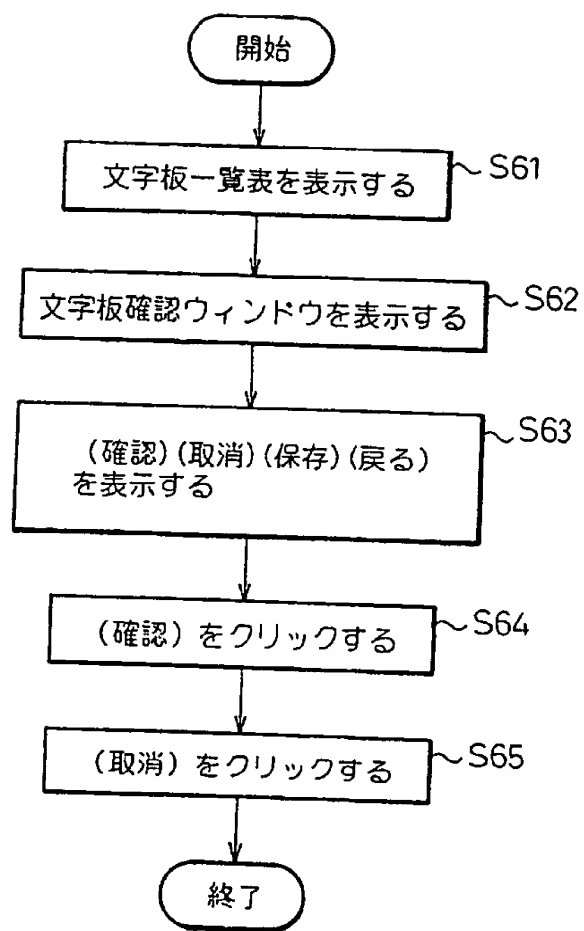 開始
文字板一覧表を表示する
S61
文字板確認ウィンドウを表示する
S62
(確認)(取消)(保存)(戻る)
を表示する
S63
(確認)をクリックする
S64
(取消)をクリックする
S65
終了